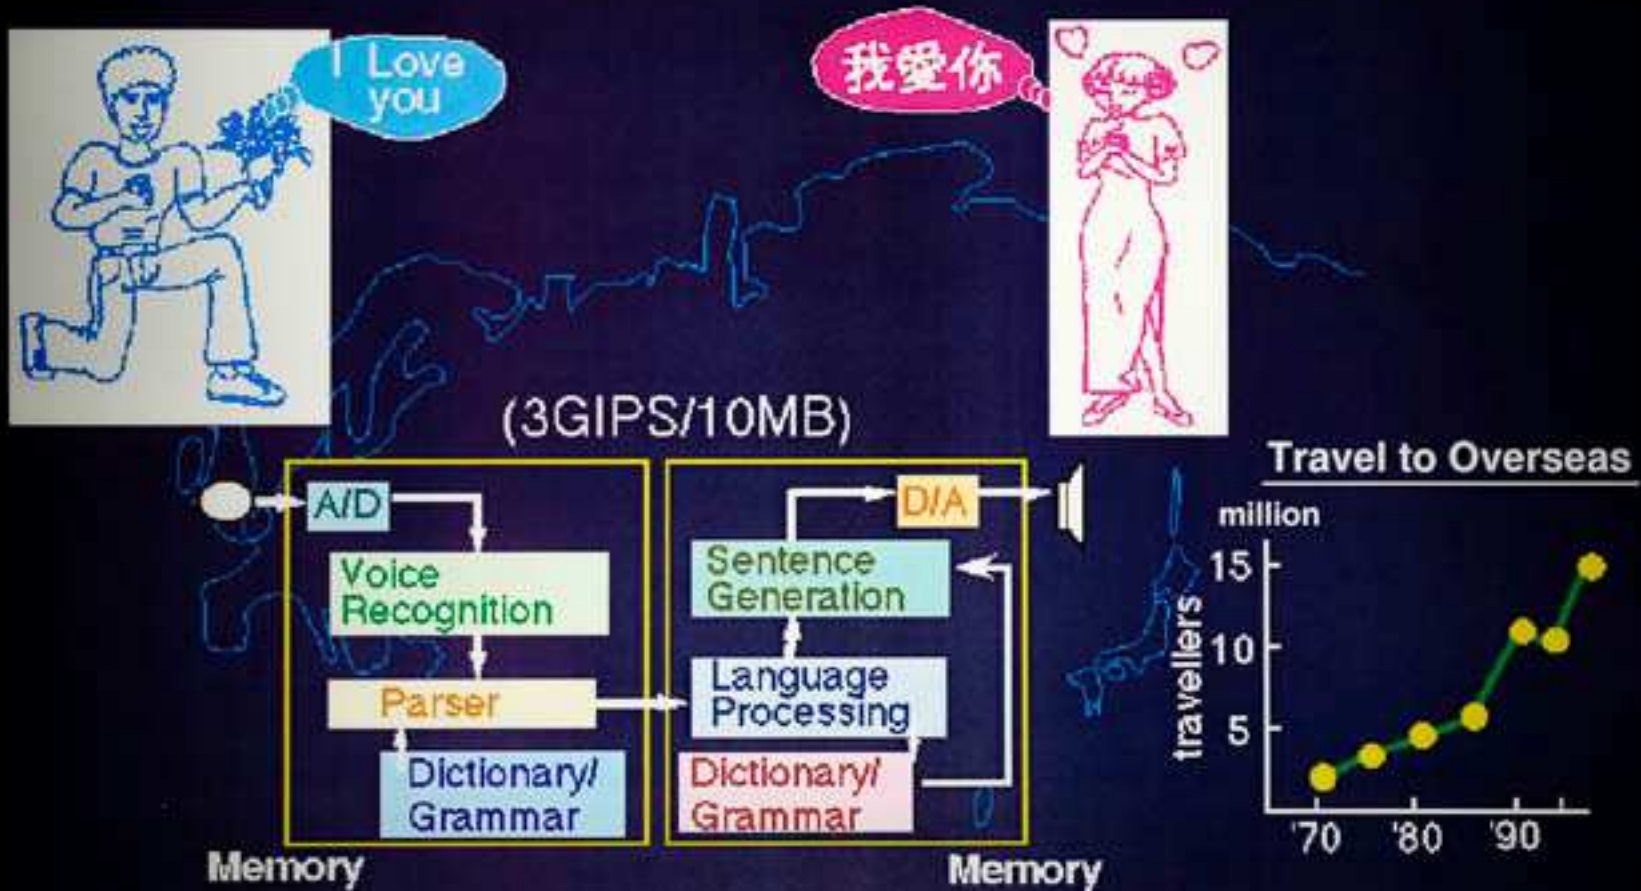 I Love
you
我愛你
(3GIPS/10MB)
A/D
Voice
Recognition
Parser
Dictionary/
Grammar
Memory
D/A
Sentence
Generation
Language
Processing
Dictionary/
Grammar
Memory
Travel to Overseas
million
travellers
15
10
5
'70
'80
'90